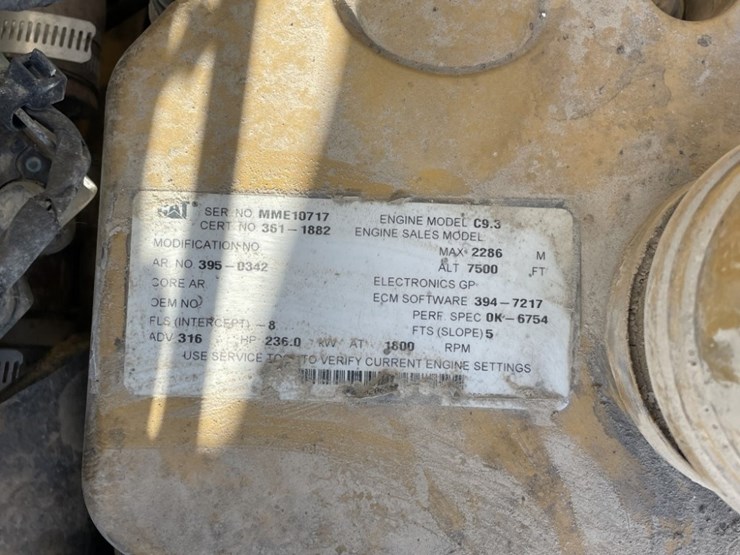 CAT SER NO MME10717 ENGINE MODEL C9.3
CERT NO 361-1882 ENGINE SALES MODEL
MODIFICATION NO MAX 2286 M
AR. NO 395-0342 ALT 7500 FT
CORE AR ELECTRONICS GP
OEM NO ECM SOFTWARE 394-7217
PERF SPEC 0K-6754
FLS (INTERCEPT) -8 FTS (SLOPE) 5
ADV 316 HP 236.0 KW AT 1800 RPM
USE SERVICE TO VERIFY CURRENT ENGINE SETTINGS